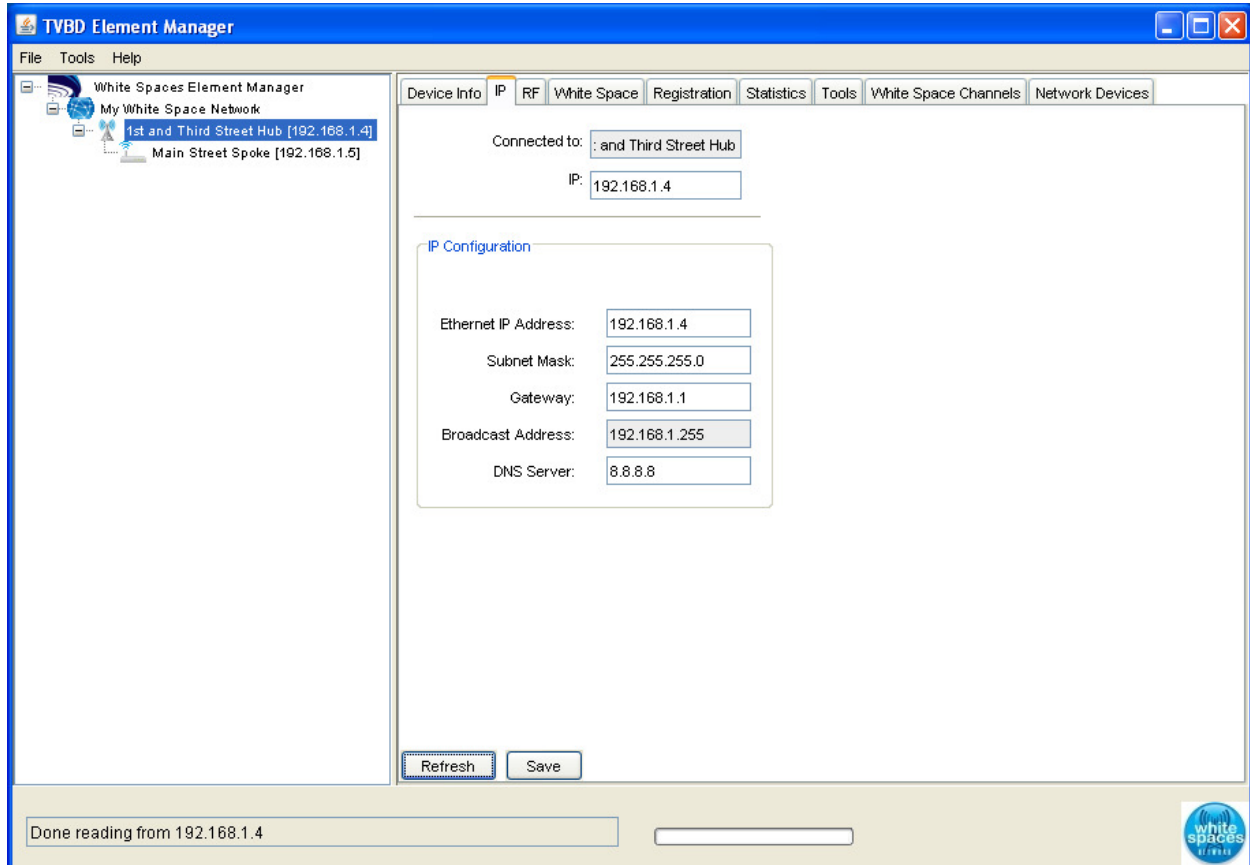 TVBD Element Manager
File Tools Help
White Spaces Element Manager
My White Space Network
1st and Third Street Hub [192.168.1.4]
Main Street Spoke [192.168.1.5]
Device Info IP RF White Space Registration Statistics Tools White Space Channels Network Devices
Connected to: : and Third Street Hub
IP: 192.168.1.4
IP Configuration
Ethernet IP Address: 192.168.1.4
Subnet Mask: 255.255.255.0
Gateway: 192.168.1.1
Broadcast Address: 192.168.1.255
DNS Server: 8.8.8.8
Refresh Save
Done reading from 192.168.1.4
white
spaces
NETWORK